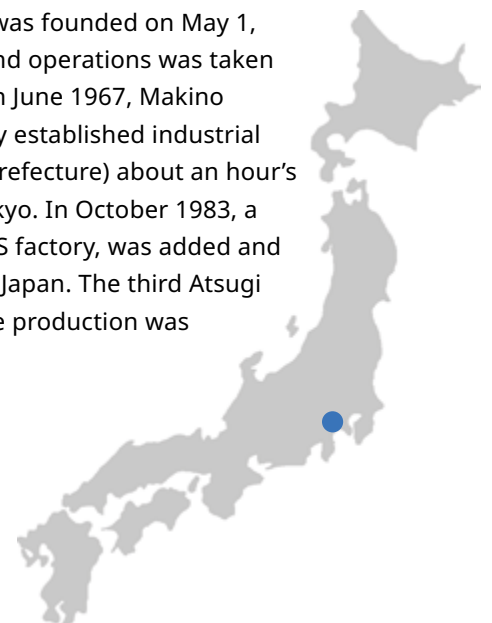 was founded on May 1,
nd operations was taken
n June 1967, Makino
y established industrial
refecture) about an hour’s
kyo. In October 1983, a
S factory, was added and
Japan. The third Atsugi
e production was